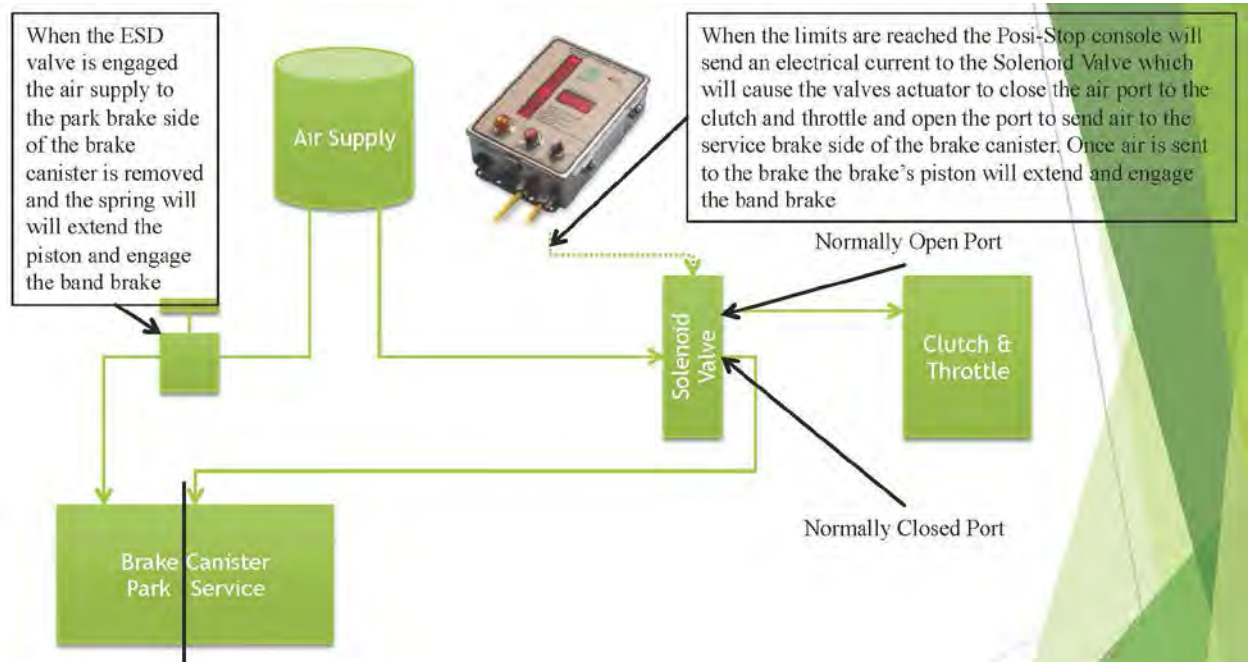 When the ESD
valve is engaged
the air supply to
the park brake side
of the brake
canister is removed
and the spring will
will extend the
piston and engage
the band brake
Air Supply
When the limits are reached the Posi-Stop console will
send an electrical current to the Solenoid Valve which
will cause the valves actuator to close the air port to the
clutch and throttle and open the port to send air to the
service brake side of the brake canister. Once air is sent
to the brake the brake's piston will extend and engage
the band brake
Normally Open Port
Solenoid
Valve
Clutch &
Throttle
Normally Closed Port
Brake Canister
Park Service